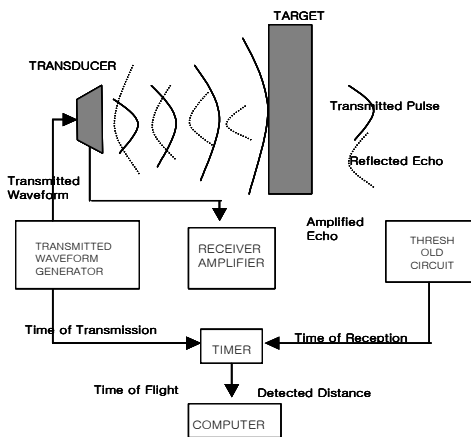 TARGET
TRANSDUCER
Transmitted Pulse
Reflected Echo
Transmitted
Waveform
TRANSMITTED
WAVEFORM
GENERATOR
RECEIVER
AMPLIFIER
Amplified
Echo
THRESH
OLD
CIRCUIT
Time of Transmission
Time of Reception
TIMER
Time of Flight
Detected Distance
COMPUTER